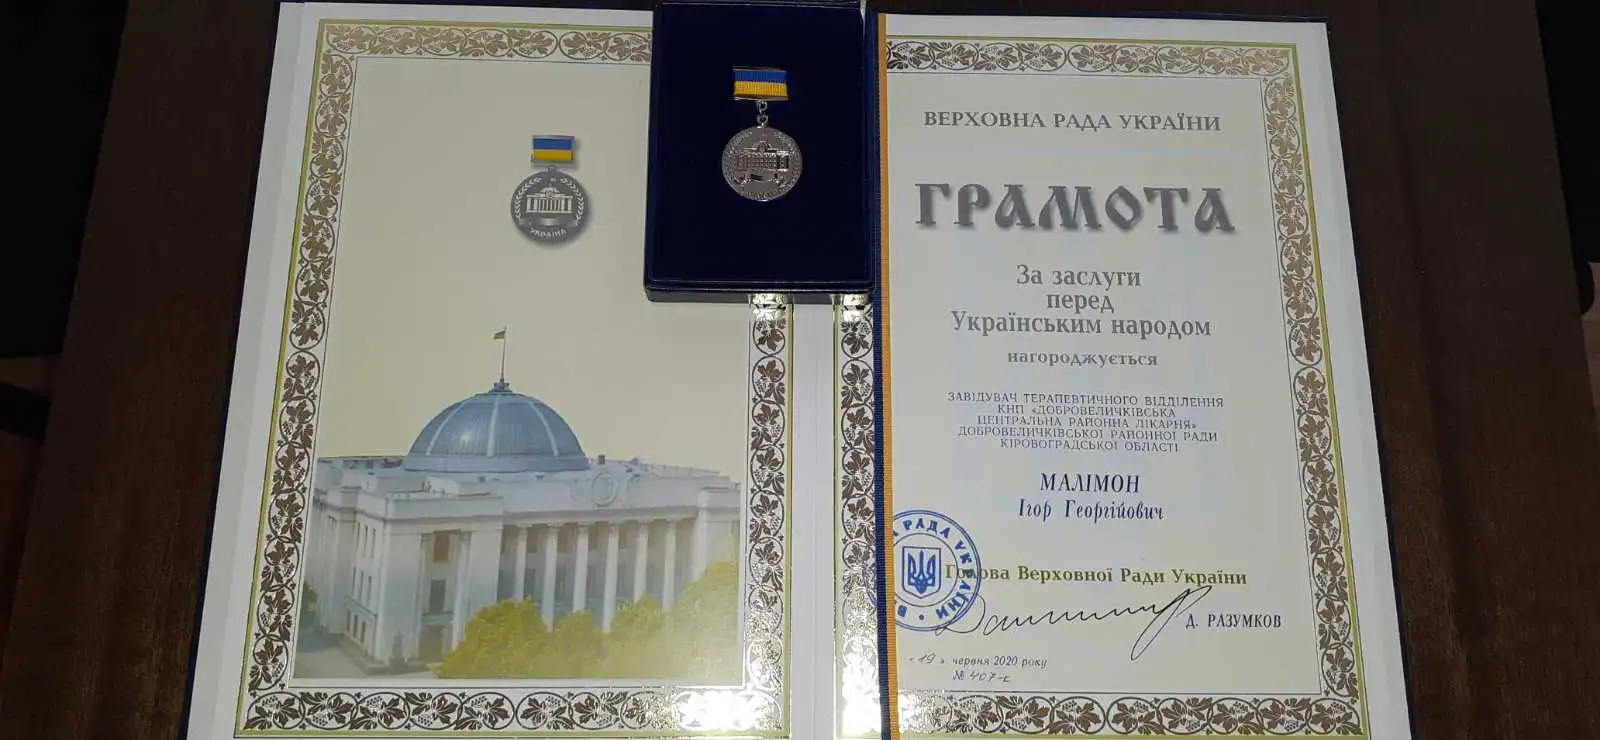 УКРАЇНА
ВЕРХОВНА РАДА УКРАЇНИ
ГРАМОТА
За заслуги
перед
Українським народом
нагороджується
ЗАВІДУВАЧ ТЕРАПЕВТИЧНОГО ВІДДІЛЕННЯ
КНП «ДОБРОВЕЛИЧКІВСЬКА
ЦЕНТРАЛЬНА РАЙОННА ЛІКАРНЯ»
ДОБРОВЕЛИЧКІВСЬКОЇ РАЙОННОЇ РАДИ
КІРОВОГРАДСЬКОЇ ОБЛАСТІ
МАЛІМОН
Ігор Георгійович
РАДА УКРАЇНИ
Голова Верховної Ради України
Д. РАЗУМКОВ
«19» червня 2020 року
№ 407-к